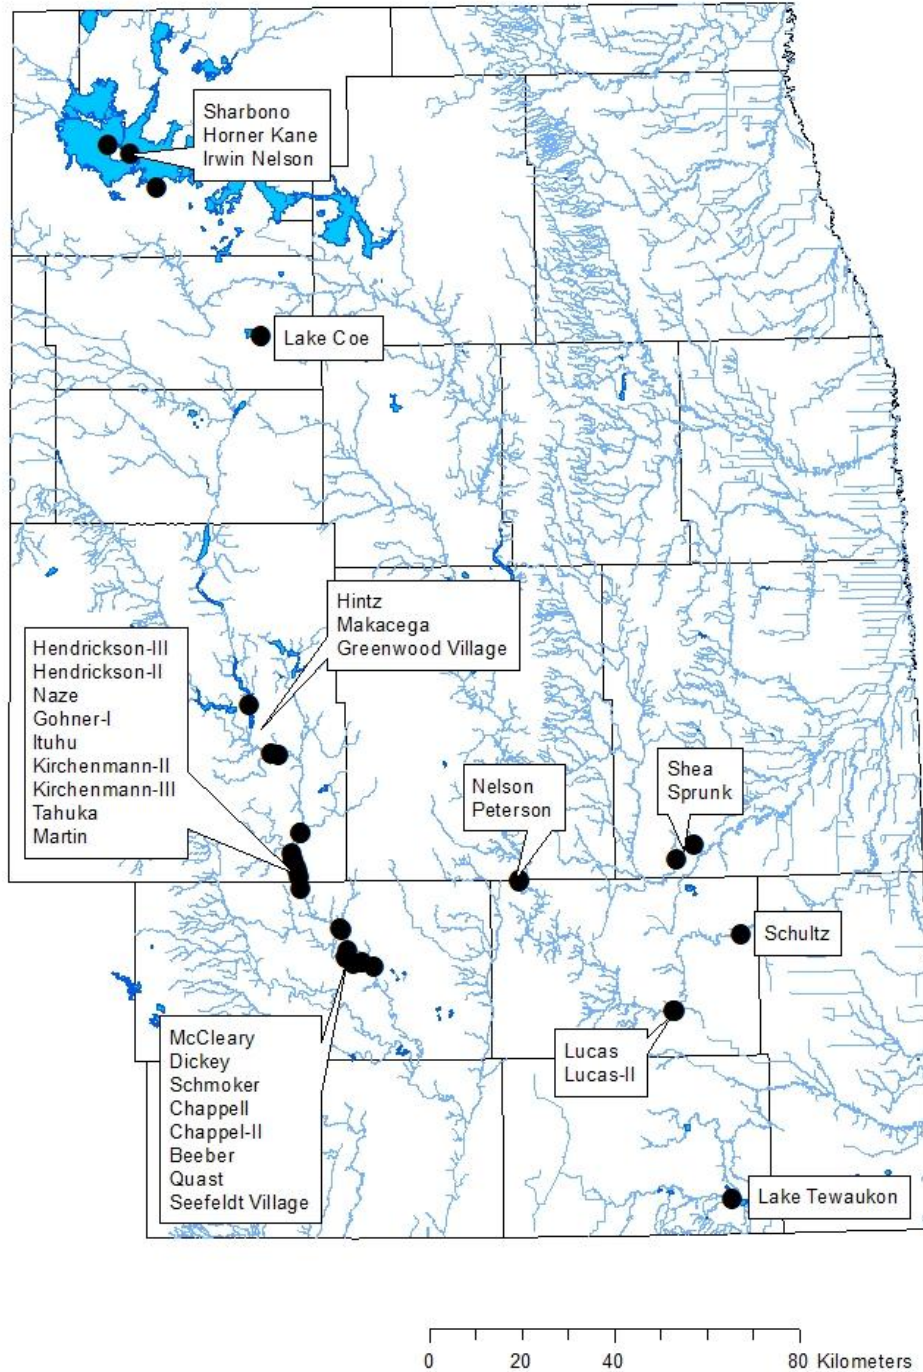 Sharbono
Horner Kane
Irwin Nelson
Lake Coe
Hintz
Makacega
Greenwood Village
Hendrickson-III
Hendrickson-II
Naze
Gohner-I
Ituhu
Kirchenmann-II
Kirchenmann-III
Tahuka
Martin
Nelson
Peterson
Shea
Sprunk
Schultz
McCleary
Dickey
Schmoker
Chappell
Chappel-II
Beeber
Quast
Seefeldt Village
Lucas
Lucas-II
Lake Tewaukon
0 20 40 80 Kilometers